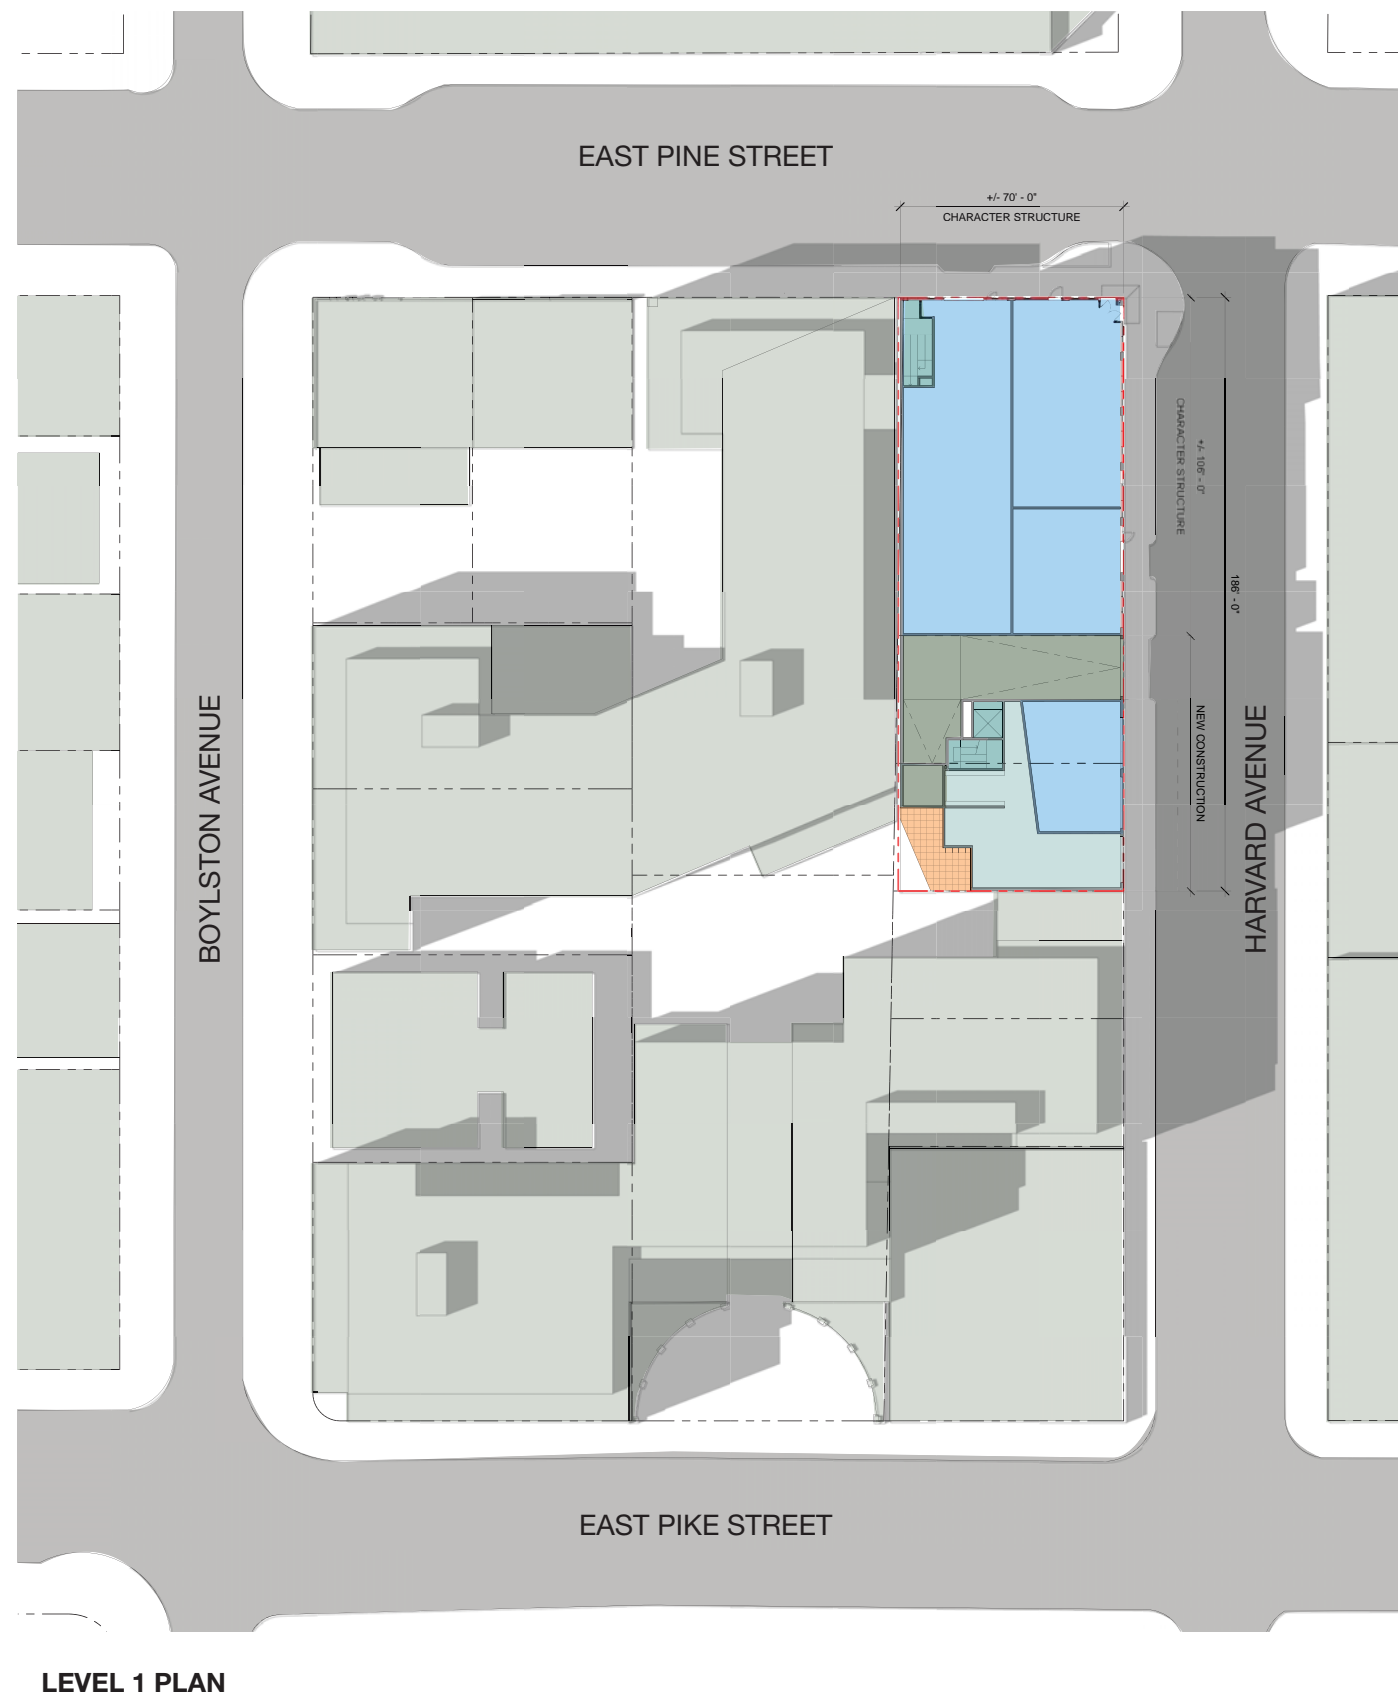 EAST PINE STREET
+/- 70' - 0"
CHARACTER STRUCTURE
+/- 106' - 0"
CHARACTER STRUCTURE
186' - 0"
NEW CONSTRUCTION
BOYLSTON AVENUE
HARVARD AVENUE
EAST PIKE STREET
LEVEL 1 PLAN